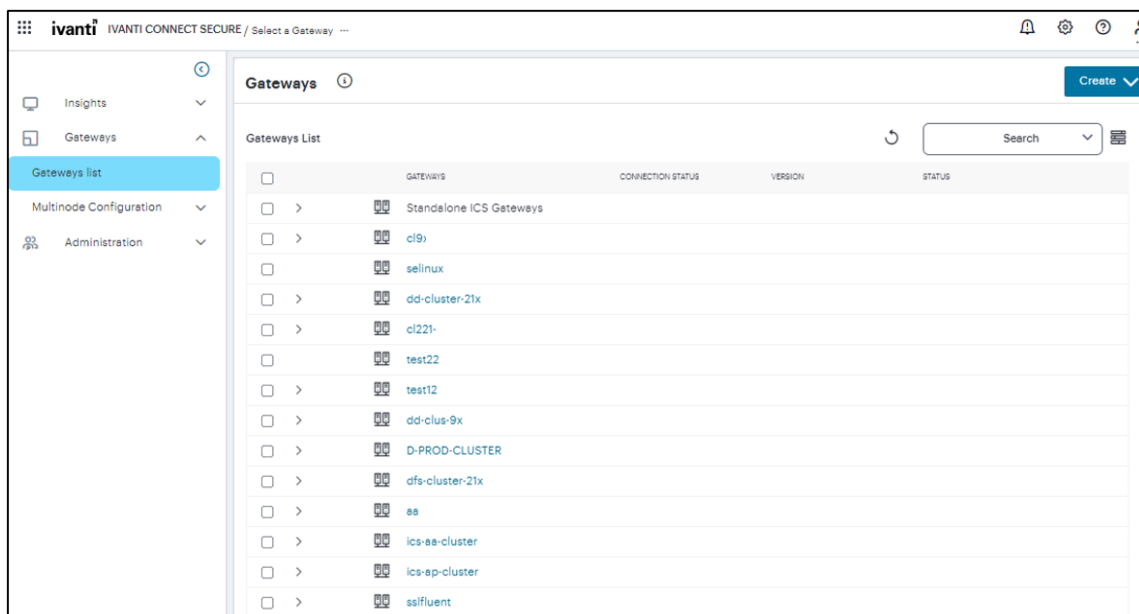 ivanti IVANTI CONNECT SECURE / Select a Gateway ...
Insights
Gateways
Gateways list
Multinode Configuration
Administration
Gateways
Create
Gateways List
Search
GATEWAYS CONNECTION STATUS VERSION STATUS
Standalone ICS Gateways
cl9
selinux
dd-cluster-21x
cl221-
test22
test12
dd-clus-9x
D-PROD-CLUSTER
dfs-cluster-21x
aa
ics-aa-cluster
ics-ap-cluster
sslfluent